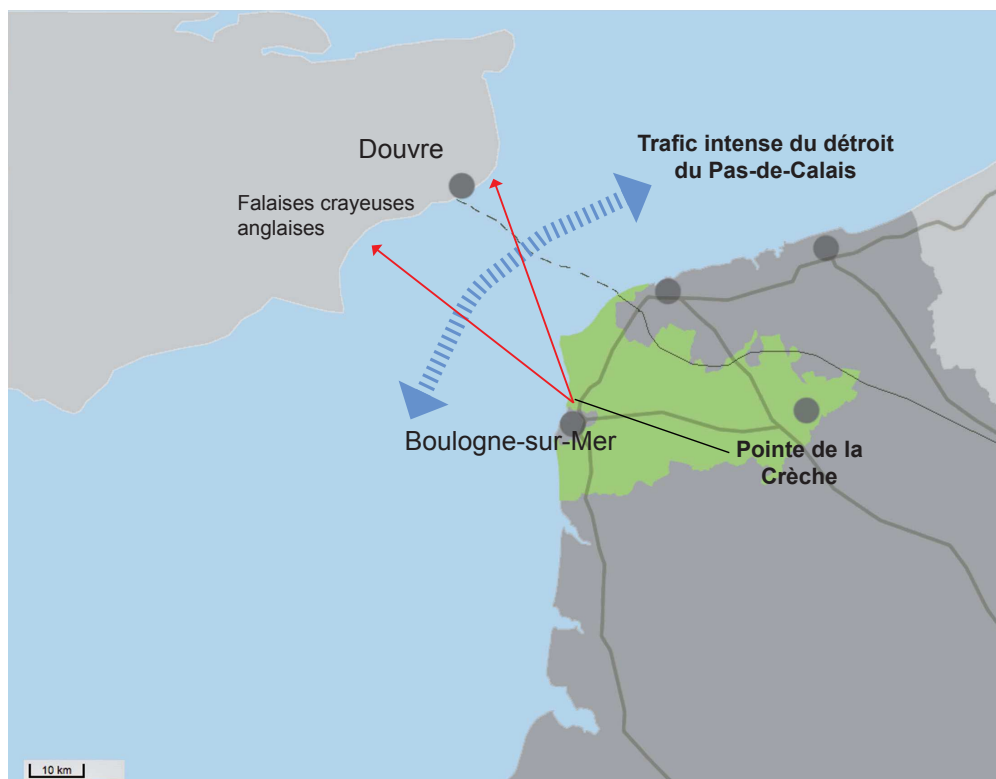 Douvre
Trafic intense du détroit
du Pas-de-Calais
Falaises crayeuses
anglaises
Boulogne-sur-Mer
Pointe de la
Crèche
10 km